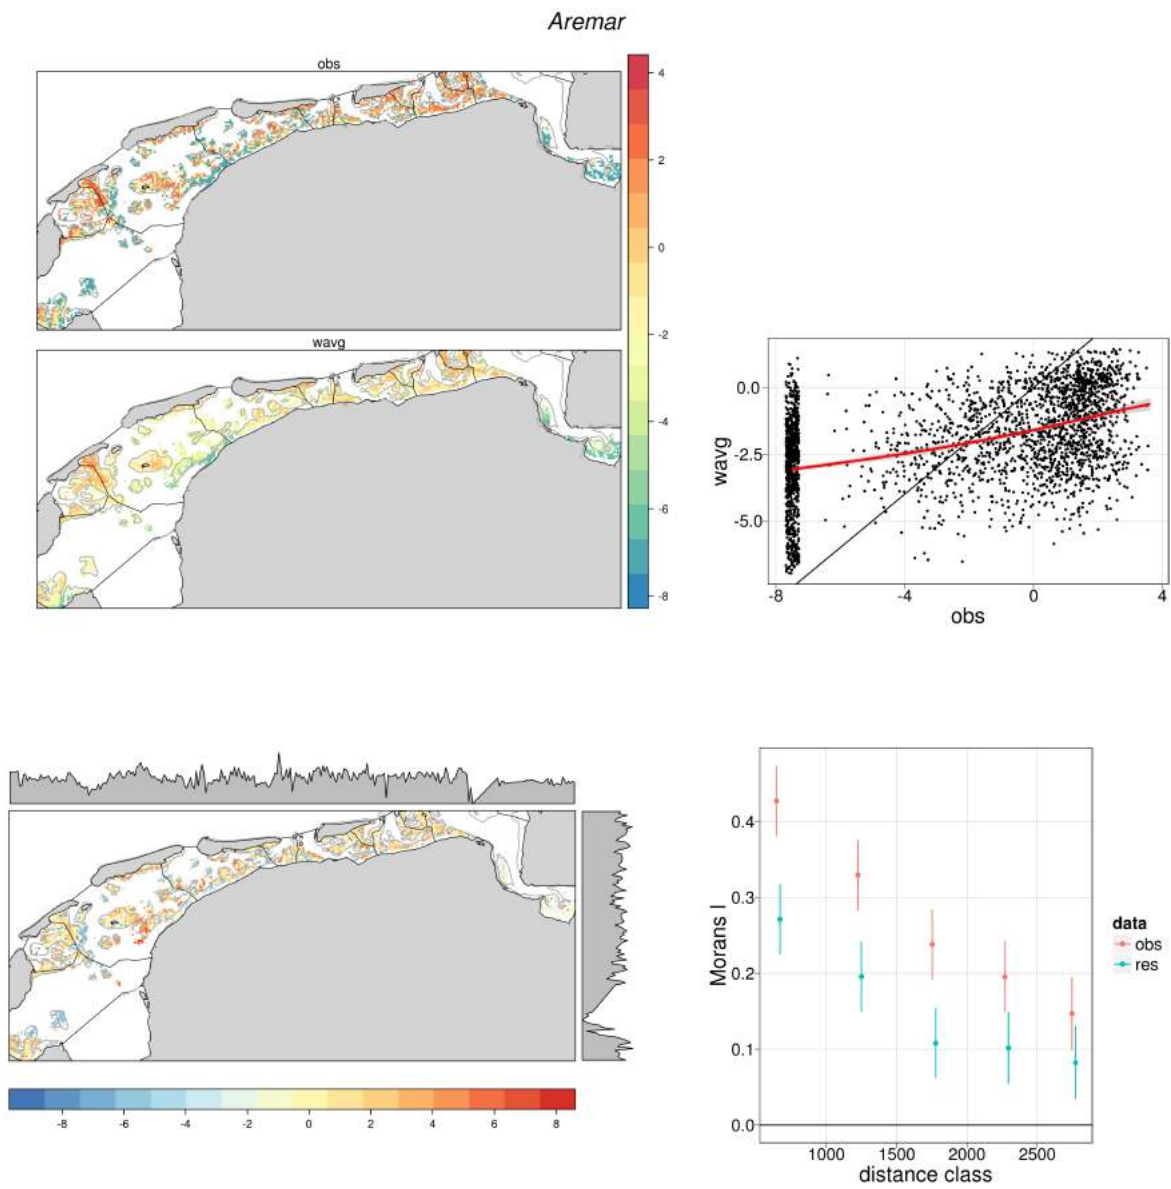 Aremar
obs
4
2
0
-2
-4
-6
-8
wavg
0.0
-2.5
-5.0
wavg
-8 -4 0 4
obs
-8 -6 -4 -2 0 2 4 6 8
0.4
0.3
0.2
0.1
0.0
Morans I
1000 1500 2000 2500
distance class
data
obs
res